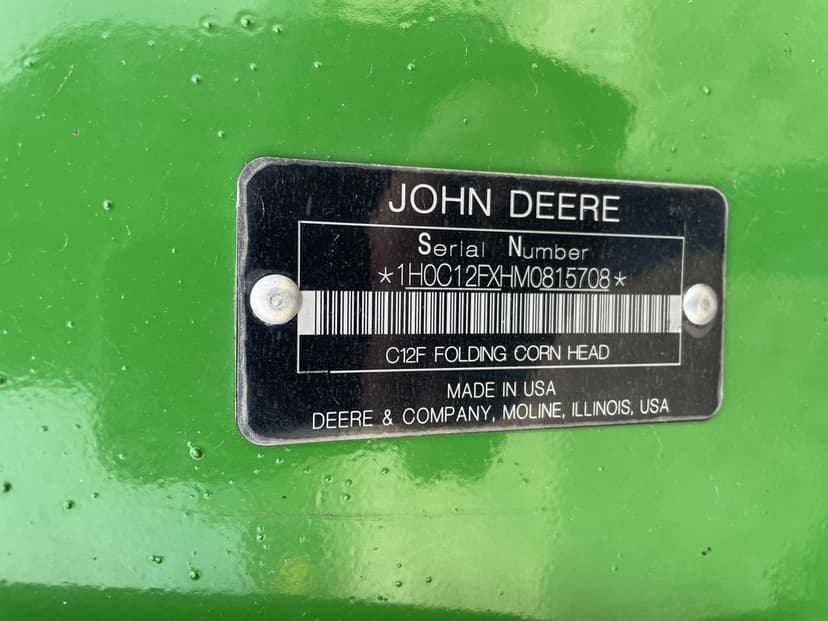 JOHN DEERE
Serial Number
*1H0C12FXHM0815708*
C12F FOLDING CORN HEAD
MADE IN USA
DEERE & COMPANY, MOLINE, ILLINOIS, USA